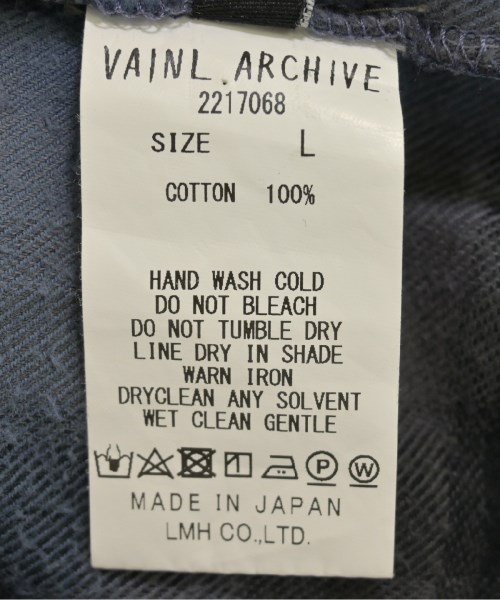 VAINL ARCHIVE
2217068
SIZE L
COTTON 100%
HAND WASH COLD
DO NOT BLEACH
DO NOT TUMBLE DRY
LINE DRY IN SHADE
WARN IRON
DRYCLEAN ANY SOLVENT
WET CLEAN GENTLE
P W
MADE IN JAPAN
LMH CO.,LTD.